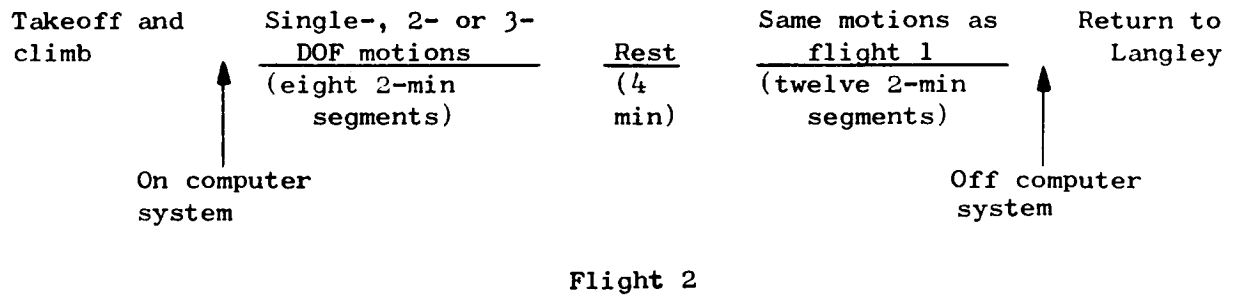 Takeoff and climb
Single-, 2- or 3-
DOF motions
(eight 2-min
segments)
Rest
(4
min)
Same motions as
flight 1
(twelve 2-min
segments)
Return to
Langley
On computer
system
Off computer
system
Flight 2